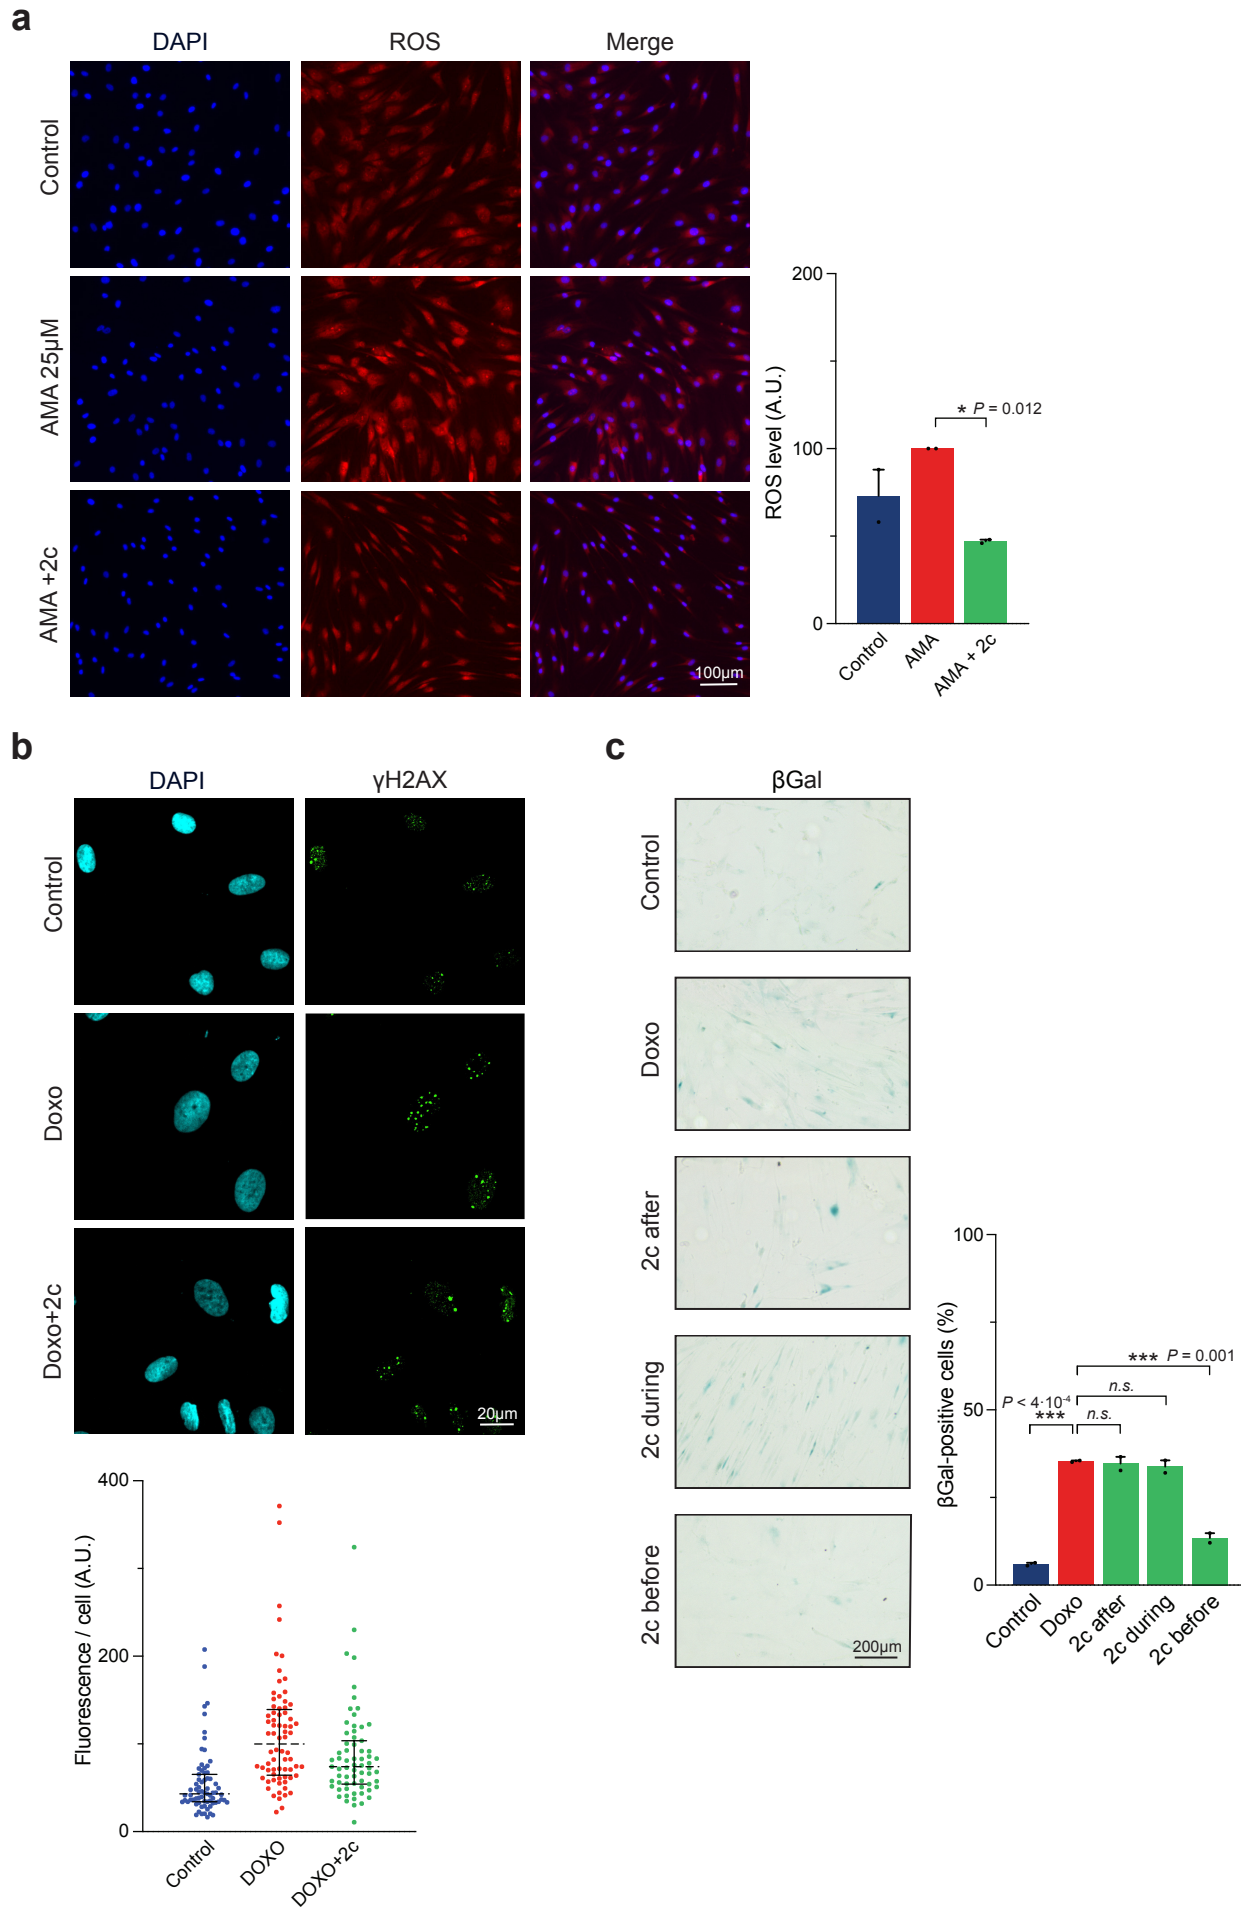 a
DAPI
ROS
Merge
Control
AMA 25µM
AMA +2c
100µm
200
100
0
ROS level (A.U.)
* P = 0.012
Control
AMA
AMA + 2c
b
DAPI
γH2AX
Control
Doxo
Doxo+2c
20µm
400
200
0
Fluorescence / cell (A.U.)
Control
DOXO
DOXO+2c
c
βGal
Control
Doxo
2c after
2c during
2c before
200µm
100
50
0
βGal-positive cells (%)
*** P = 0.001
n.s.
P < 4·10⁻⁴
***
n.s.
Control
Doxo
2c after
2c during
2c before